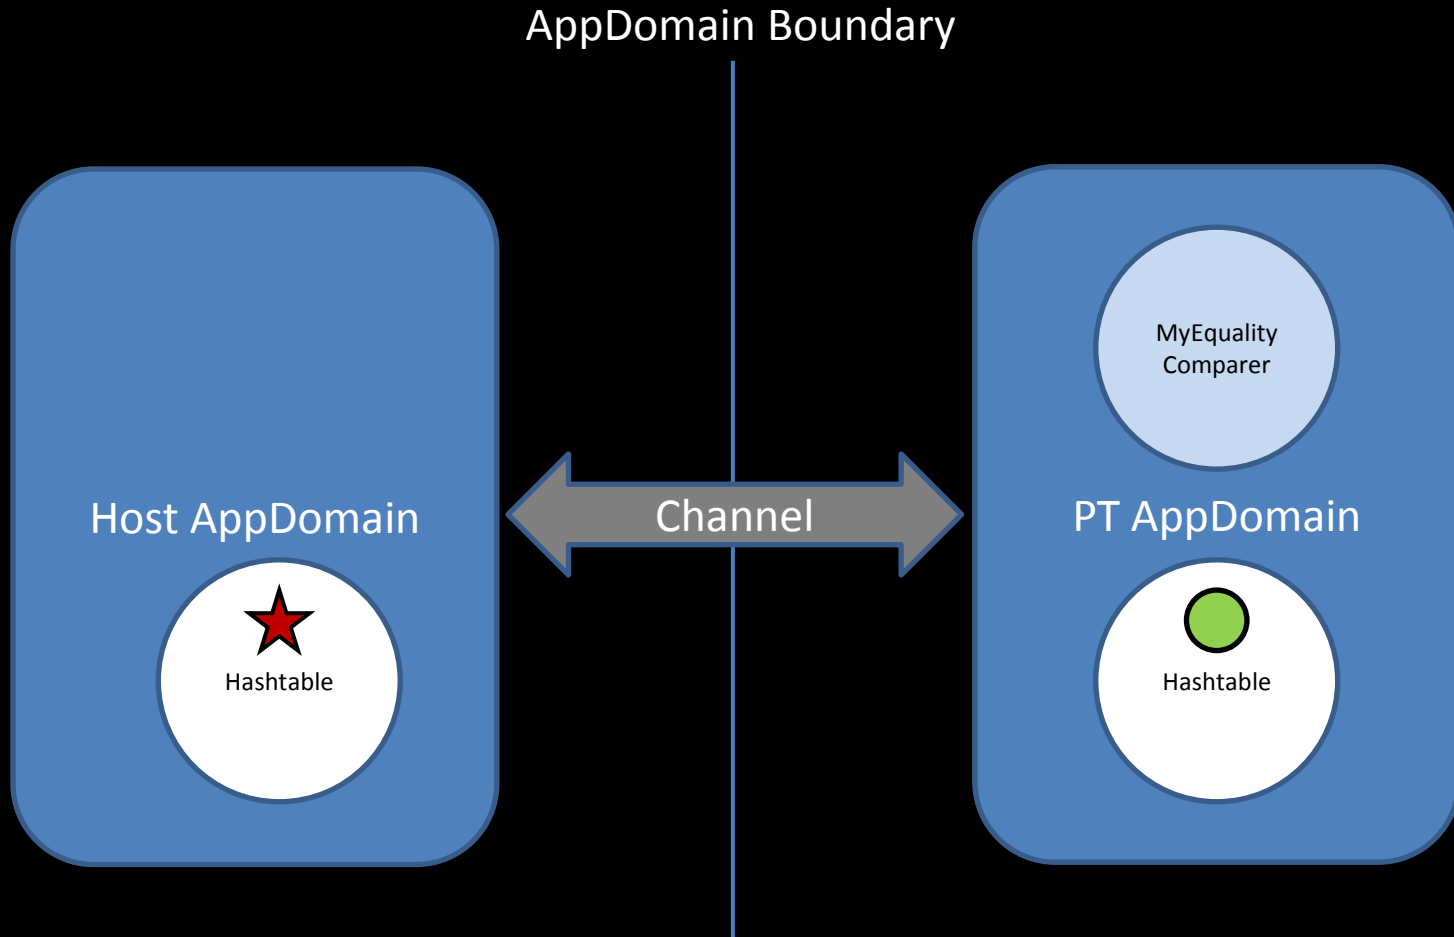 AppDomain Boundary
MyEquality
Comparer
Host AppDomain
Channel
PT AppDomain
Hashtable
Hashtable